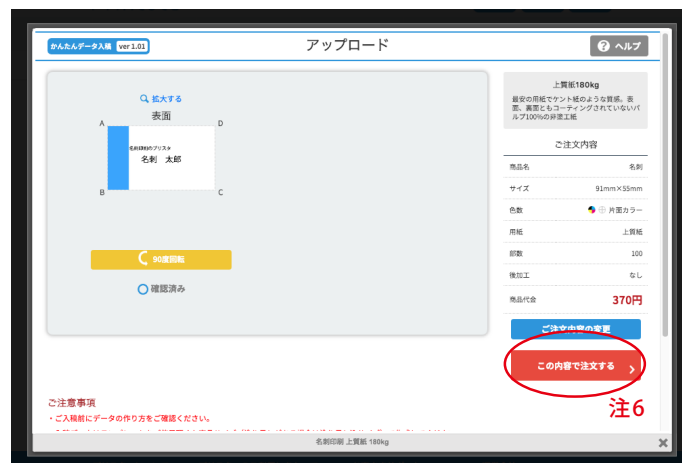 かんたんデータ入稿 ver 1.01
アップロード
? ヘルプ
拡大する
表面
A
D
名刺印刷のプリスタ
名刺 太郎
B
C
90度回転
確認済み
上質紙180kg
最安の用紙でケント紙のような質感。表
面、裏面ともコーティングされていないパ
ルプ100%の非塗工紙
ご注文内容
商品名 名刺
サイズ 91mm×55mm
色数 片面カラー
用紙 上質紙
部数 100
後加工 なし
商品代金 370円
ご注文内容の変更
この内容で注文する
注6
ご注意事項
・ご入稿前にデータの作り方をご確認ください。
名刺印刷 上質紙 180kg